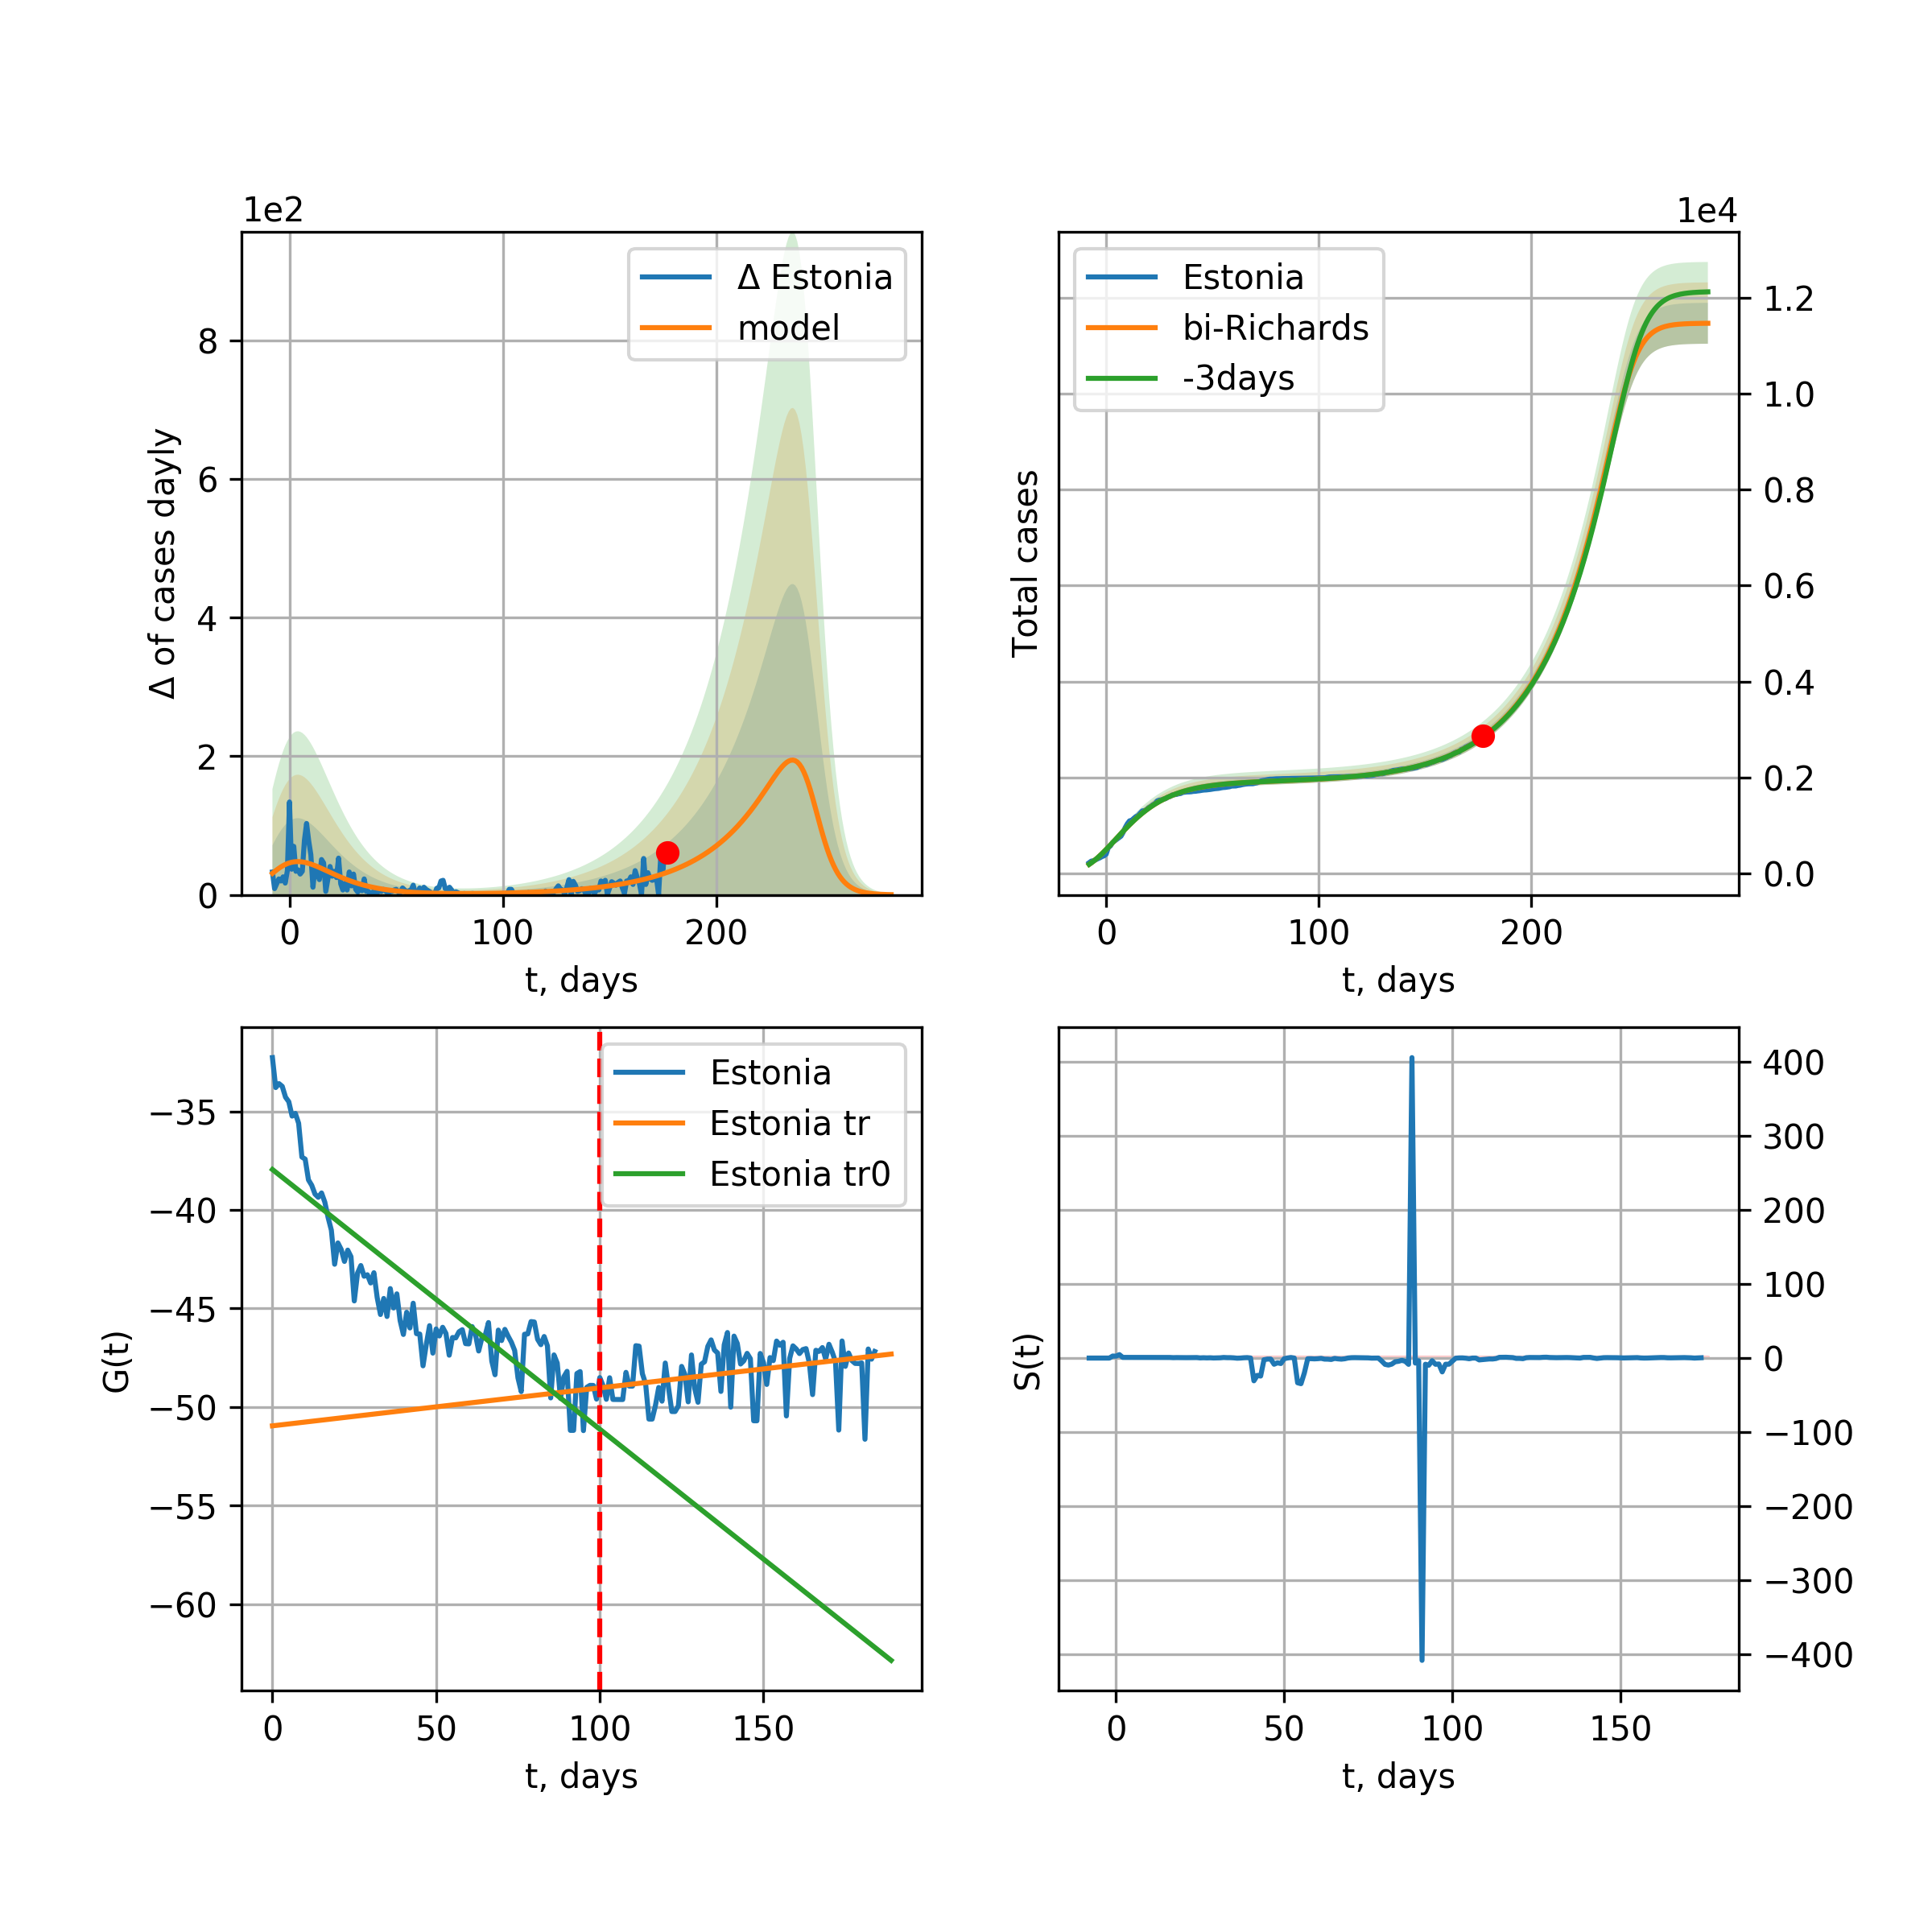 1e2
Δ Estonia
model
8
6
4
2
0
Δ of cases dayly
0
100
200
t, days
1e4
Estonia
bi-Richards
-3days
1.2
1.0
0.8
0.6
0.4
0.2
0.0
Total cases
0
100
200
t, days
Estonia
Estonia tr
Estonia tr0
−35
−40
−45
−50
−55
−60
G(t)
0
50
100
150
t, days
400
300
200
100
0
−100
−200
−300
−400
S(t)
0
50
100
150
t, days